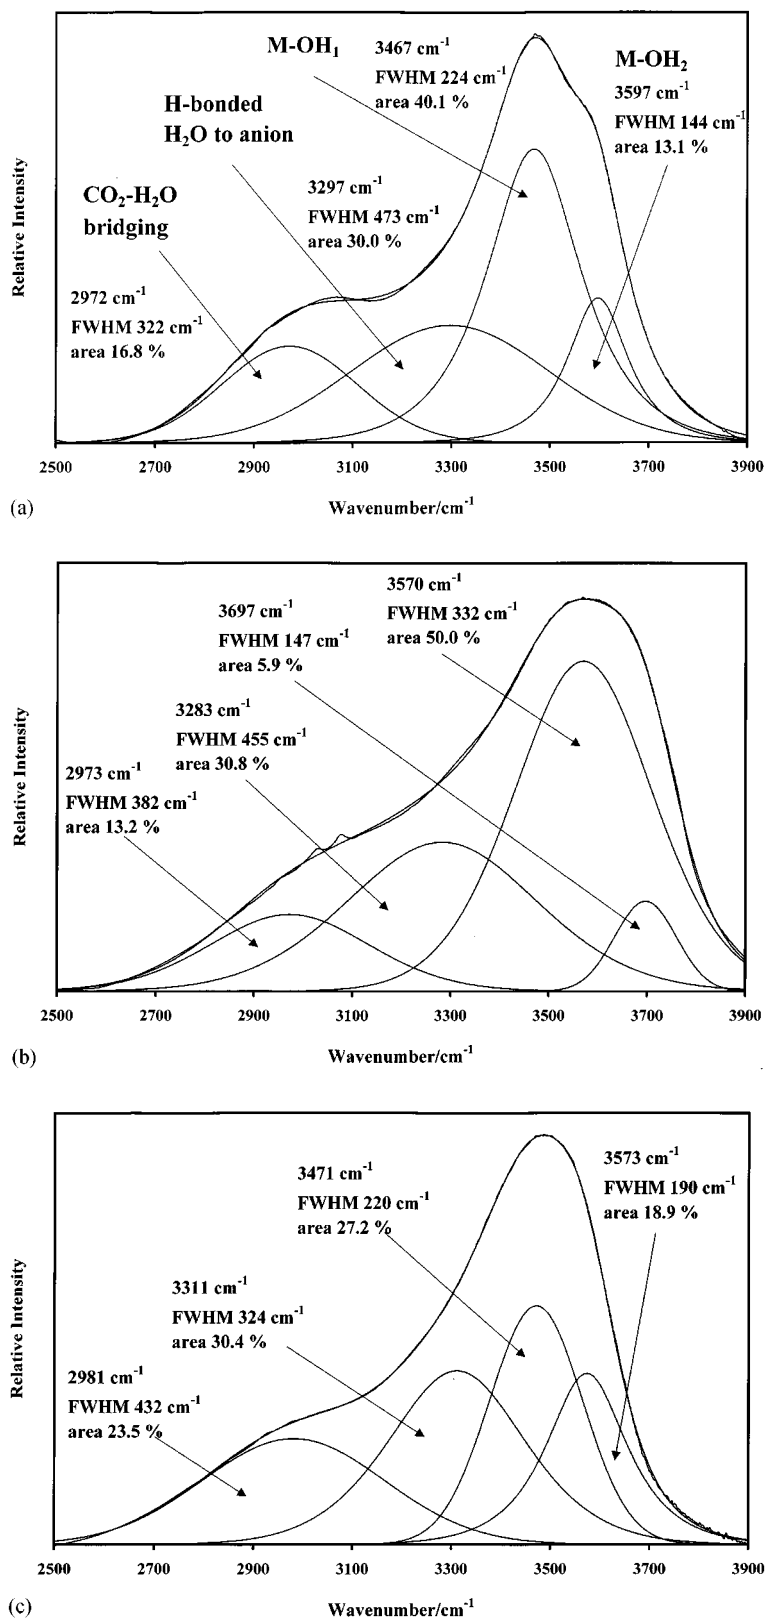 M-OH₁
3467 cm⁻¹
FWHM 224 cm⁻¹
area 40.1 %
M-OH₂
3597 cm⁻¹
FWHM 144 cm⁻¹
area 13.1 %
H-bonded
H₂O to anion
3297 cm⁻¹
FWHM 473 cm⁻¹
area 30.0 %
CO₂-H₂O
bridging
2972 cm⁻¹
FWHM 322 cm⁻¹
area 16.8 %
Relative Intensity
2500 2700 2900 3100 3300 3500 3700 3900
(a)
Wavenumber/cm⁻¹
3570 cm⁻¹
FWHM 332 cm⁻¹
area 50.0 %
3697 cm⁻¹
FWHM 147 cm⁻¹
area 5.9 %
3283 cm⁻¹
FWHM 455 cm⁻¹
area 30.8 %
2973 cm⁻¹
FWHM 382 cm⁻¹
area 13.2 %
Relative Intensity
2500 2700 2900 3100 3300 3500 3700 3900
(b)
Wavenumber/cm⁻¹
3573 cm⁻¹
FWHM 190 cm⁻¹
area 18.9 %
3471 cm⁻¹
FWHM 220 cm⁻¹
area 27.2 %
3311 cm⁻¹
FWHM 324 cm⁻¹
area 30.4 %
2981 cm⁻¹
FWHM 432 cm⁻¹
area 23.5 %
Relative Intensity
2500 2700 2900 3100 3300 3500 3700 3900
(c)
Wavenumber/cm⁻¹